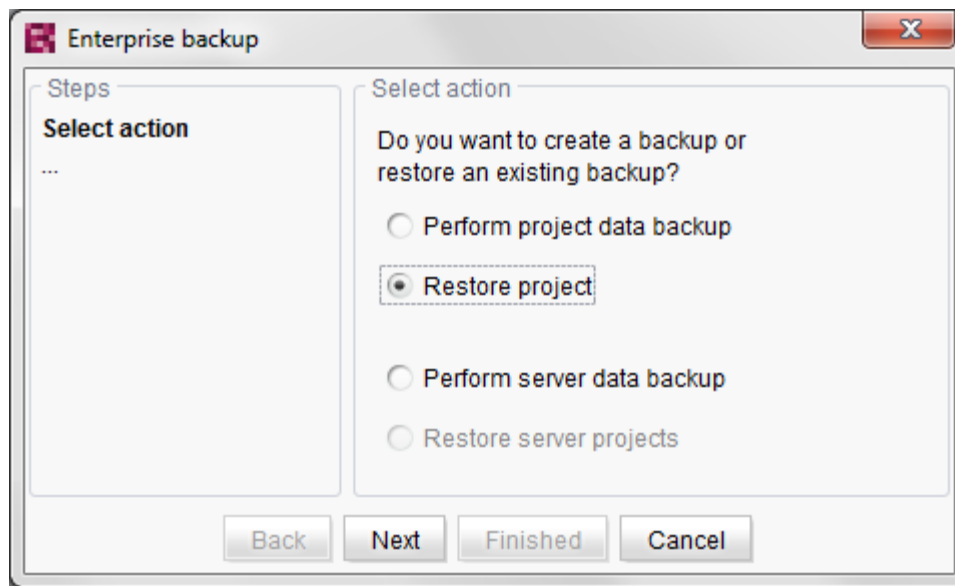 Enterprise backup
Steps
Select action
...
Select action
Do you want to create a backup or
restore an existing backup?
Perform project data backup
Restore project
Perform server data backup
Restore server projects
Back
Next
Finished
Cancel